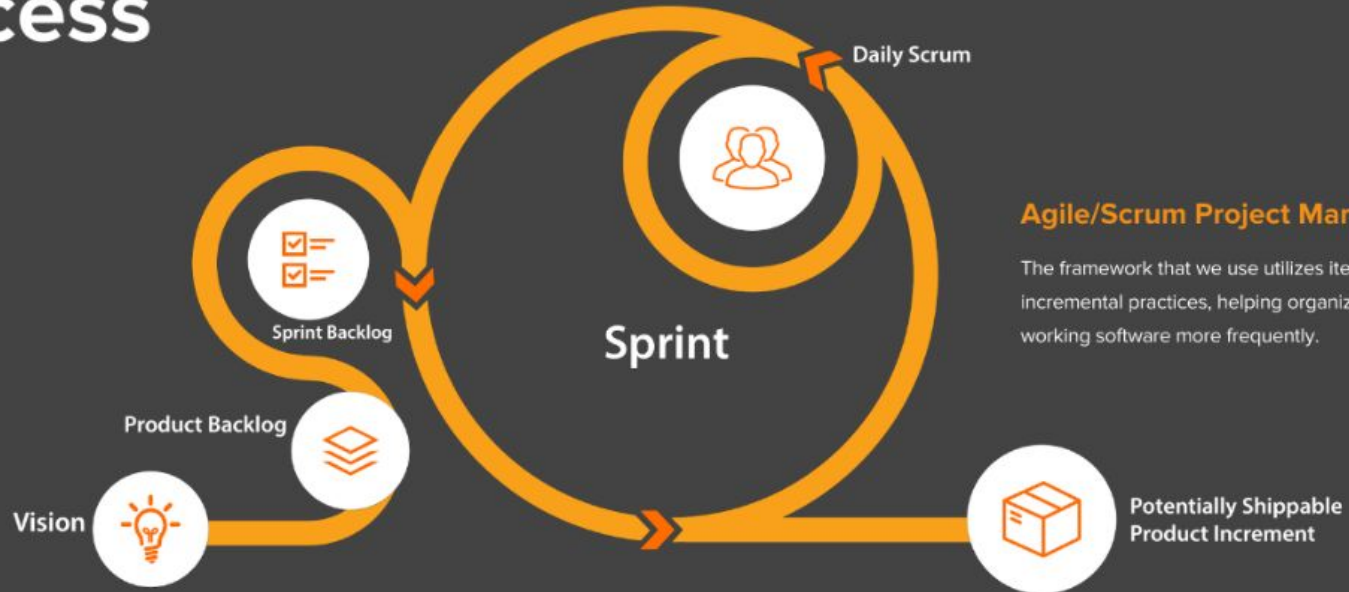 cess
Daily Scrum
Agile/Scrum Project Mar
The framework that we use utilizes ite
incremental practices, helping organiz
working software more frequently.
Sprint Backlog
Sprint
Product Backlog
Vision
Potentially Shippable
Product Increment